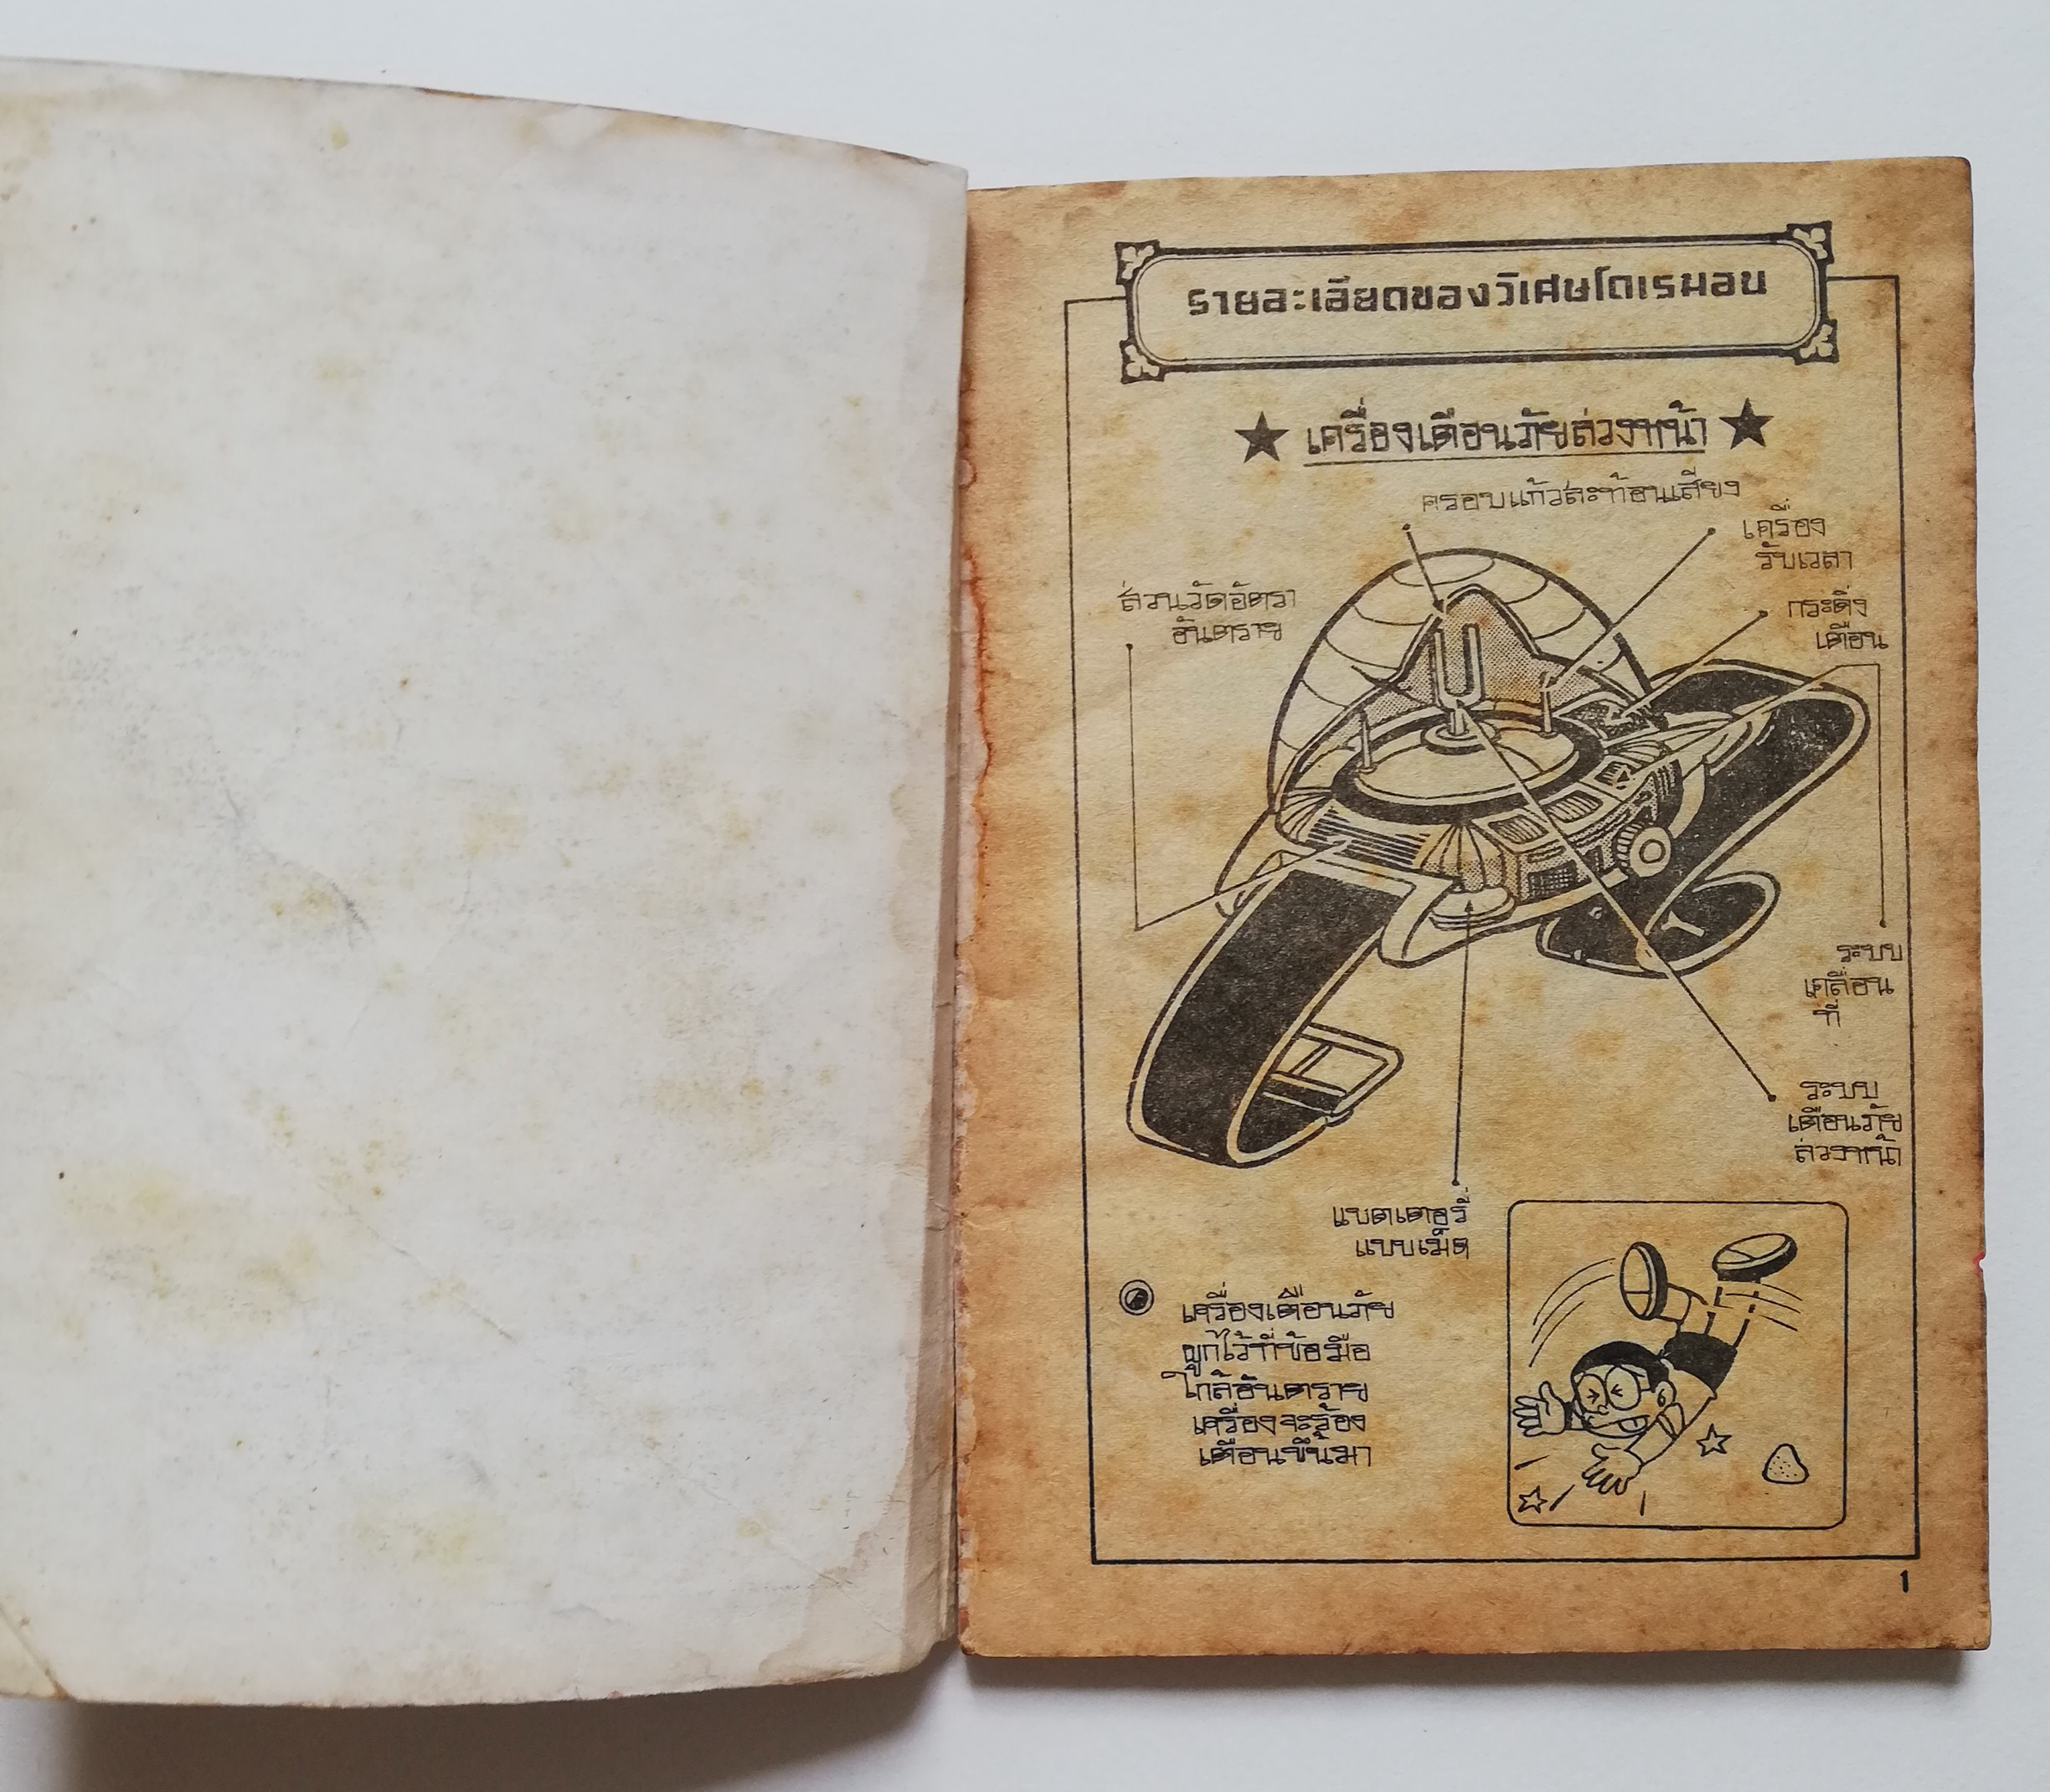 รายละเอียดของวิเศษโดเรมอน
★ เครื่องเตือนภัยล่วงหน้า ★
ครอบแก้วสะท้อนเสียง
เครื่อง
รับเวลา
ส่วนวัดอัตรา
อันตราย
กระดิ่ง
เตือน
ระบบ
เคลื่อน
ที่
ระบบ
เตือนภัย
ล่วงหน้า
แบตเตอรี่
แบบเม็ด
เครื่องเตือนภัย
ผูกไว้ที่ข้อมือ
ใกล้อันตราย
เครื่องจะร้อง
เตือนขึ้นมา
1